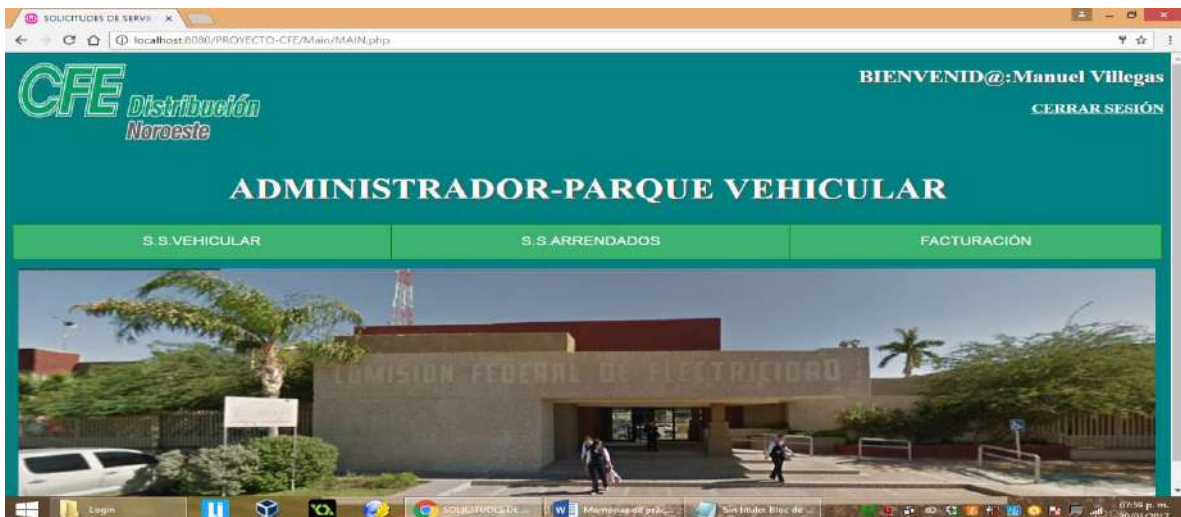 SOLICITUDES DE SERVI
localhost:8080/PROYECTO-CFE/Main/MAIN.php
CFE Distribución
Noroeste
BIENVENID@:Manuel Villegas
CERRAR SESIÓN
ADMINISTRADOR-PARQUE VEHICULAR
S.S.VEHICULAR
S.S.ARRENDADOS
FACTURACIÓN
COMISION FEDERAL DE ELECTRICIDAD
Login
SOLICITUDES DE ...
Memorias de prác...
Sin título: Bloc de ...
07:59 p. m.